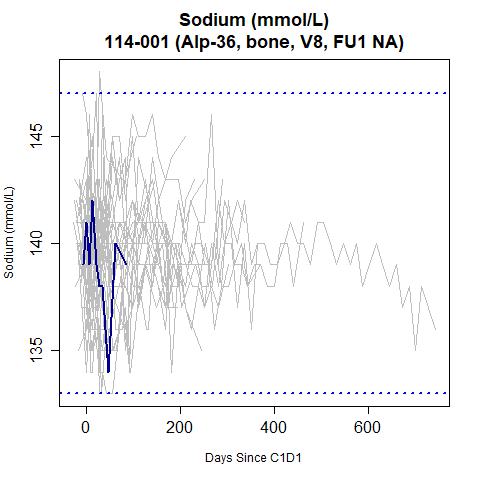 Sodium (mmol/L)
114-001 (Alp-36, bone, V8, FU1 NA)
Sodium (mmol/L)
145
140
135
0
200
400
600
Days Since C1D1